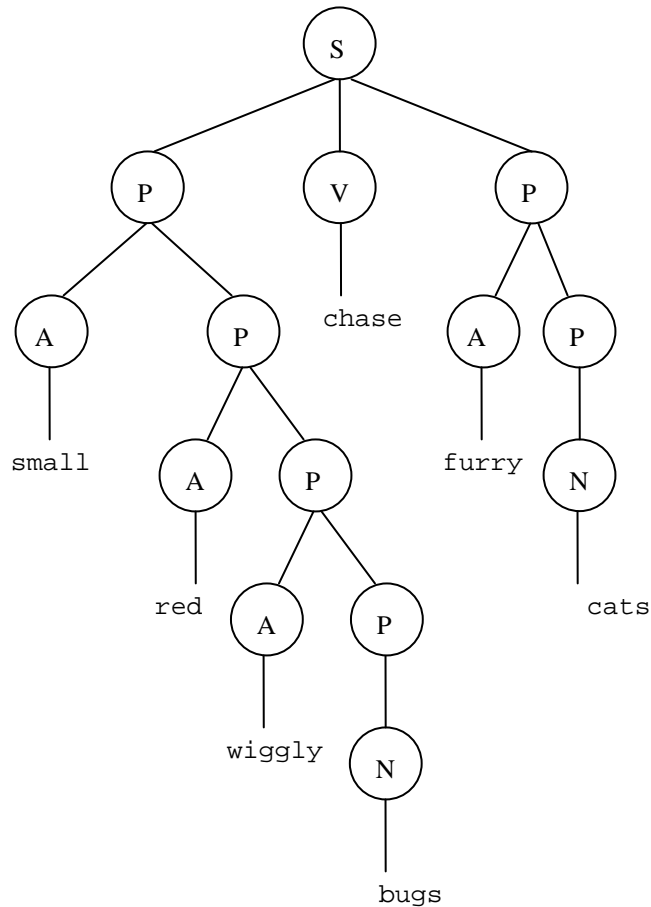 S
P V P
A P chase A P
small A P furry N
red A P cats
wiggly N
bugs